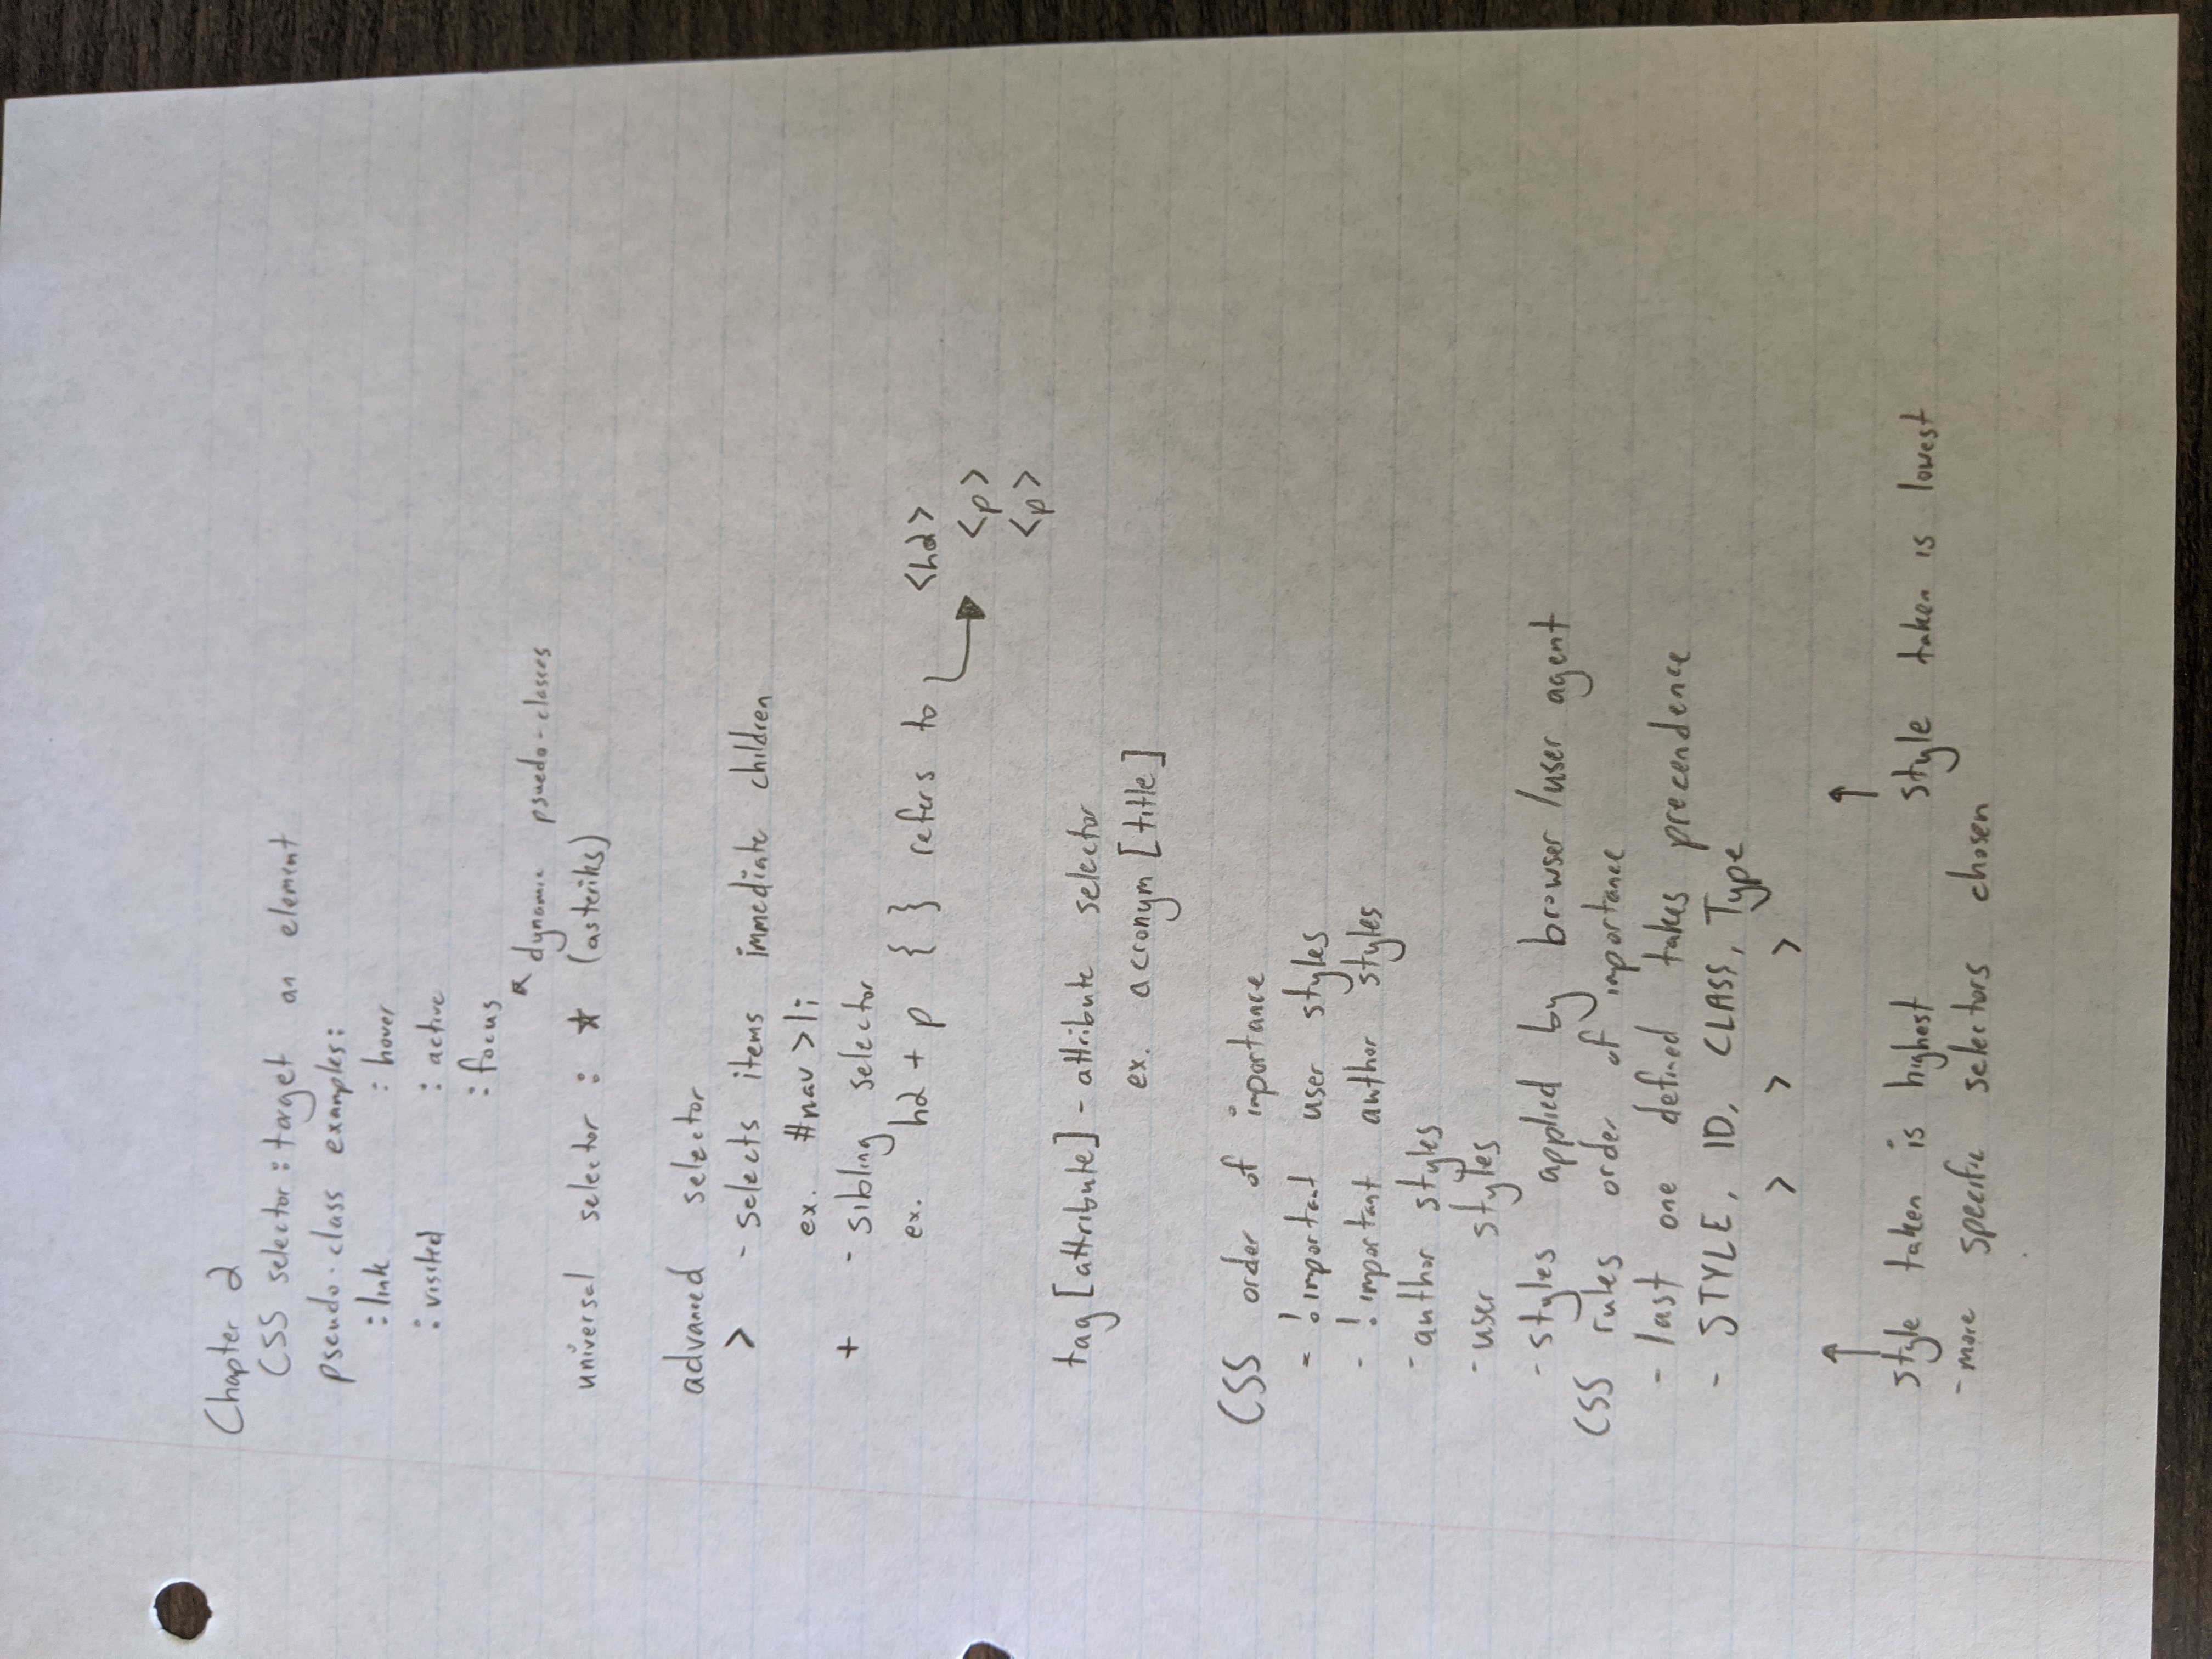 Chapter 2
CSS selector : target an element
pseudo-class examples:
:link :hover
:visited :active
:focus
dynamic psuedo-classes
universal selector : * (asteriks)
advanced selector
> - selects items immediate children
ex. #nav > li
+ - sibling selector
ex. h2 + p { } refers to <h2>
<p>
<p>
tag [attribute] - attribute selector
ex. acronym [title]
CSS order of importance
- !important user styles
- !important author styles
- author styles
- user styles
- styles applied by browser/user agent
CSS rules order of importance
- last one defined takes precendence
- STYLE, ID, CLASS, Type
> > >
style taken is highest style taken is lowest
- more specific selectors chosen